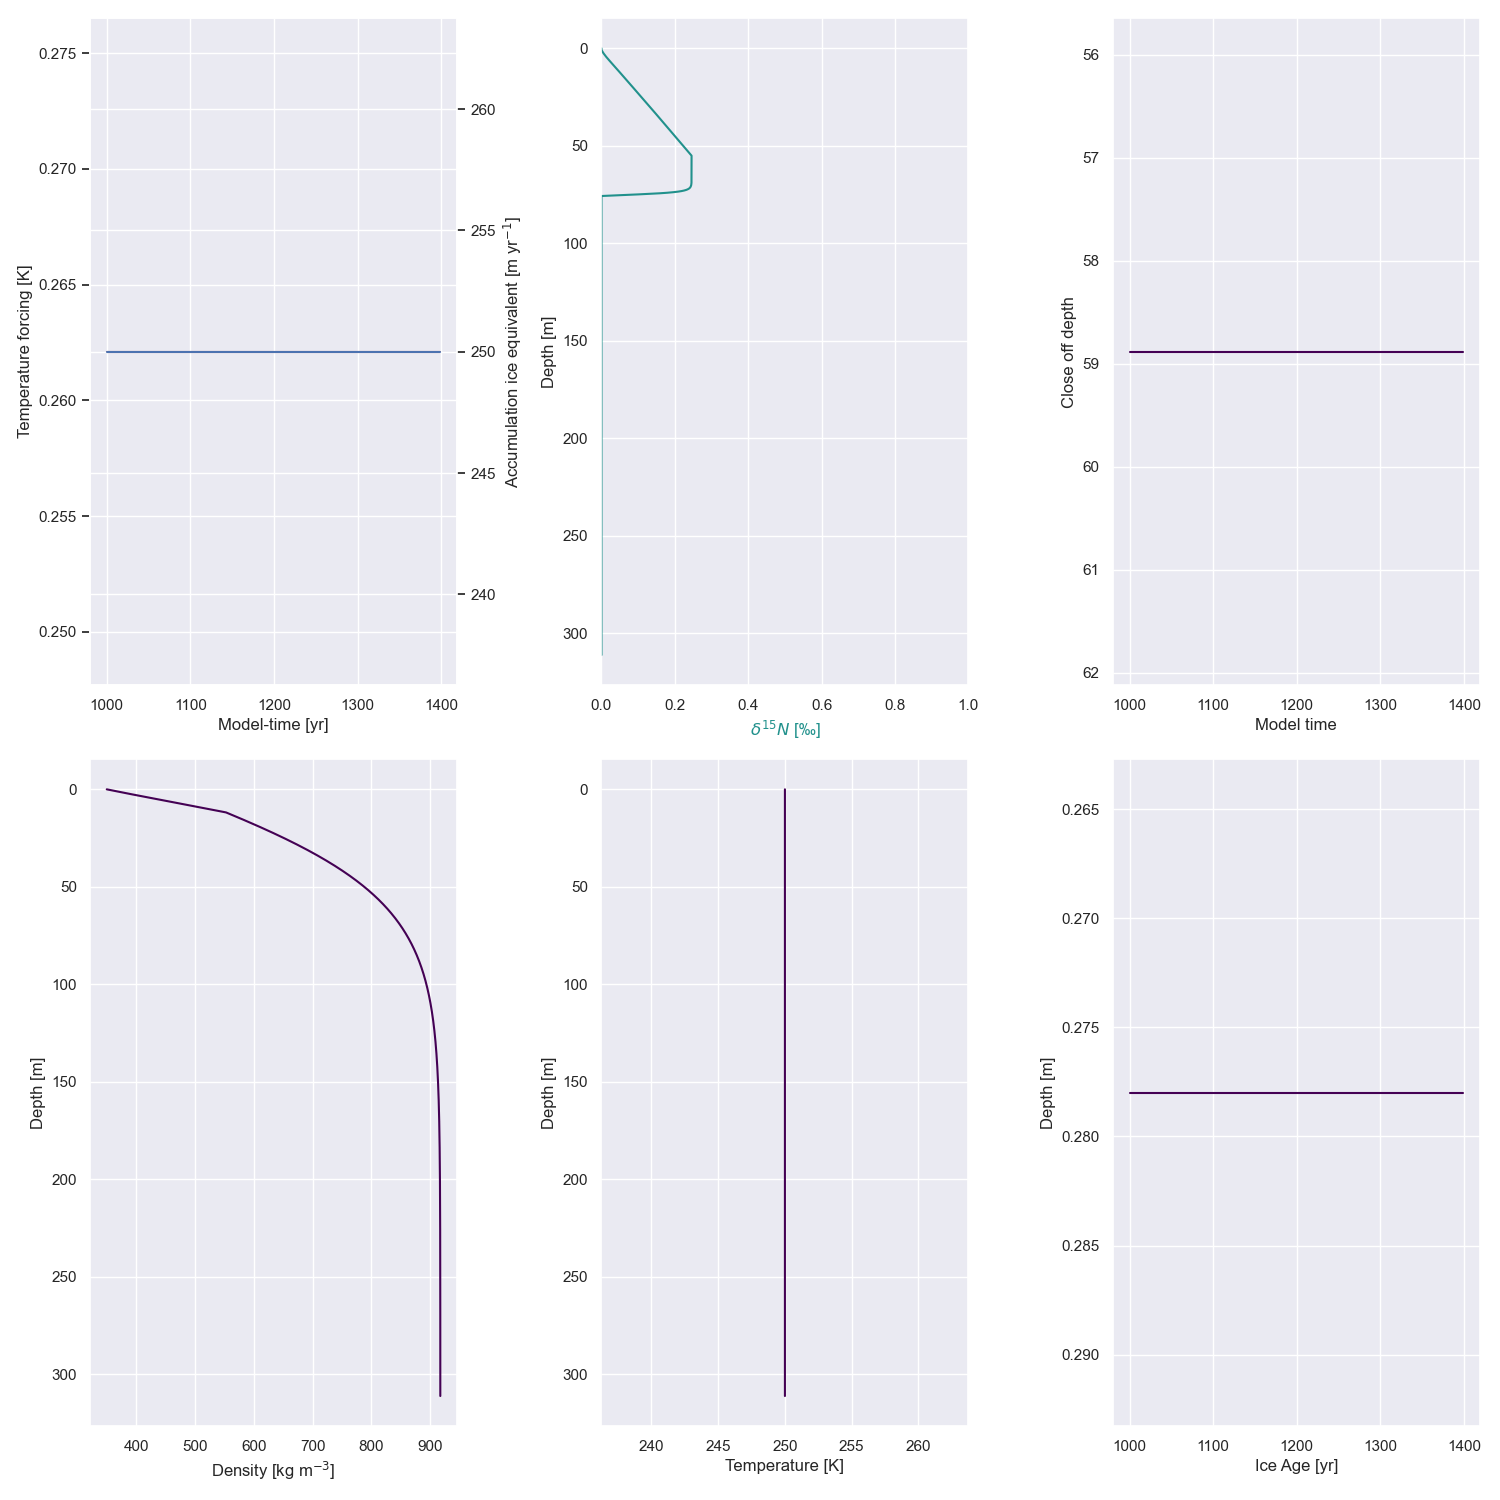 0.275
0.270
0.265
0.260
0.255
0.250
Temperature forcing [K]
1000 1100 1200 1300 1400
Model-time [yr]
260
255
250
245
240
Accumulation ice equivalent [m yr⁻¹]
0
50
100
150
200
250
300
Depth [m]
0.0 0.2 0.4 0.6 0.8 1.0
δ¹⁵N [‰]
56
57
58
59
60
61
62
Close off depth
1000 1100 1200 1300 1400
Model time
0
50
100
150
200
250
300
Depth [m]
400 500 600 700 800 900
Density [kg m⁻³]
0
50
100
150
200
250
300
Depth [m]
240 245 250 255 260
Temperature [K]
0.265
0.270
0.275
0.280
0.285
0.290
Depth [m]
1000 1100 1200 1300 1400
Ice Age [yr]